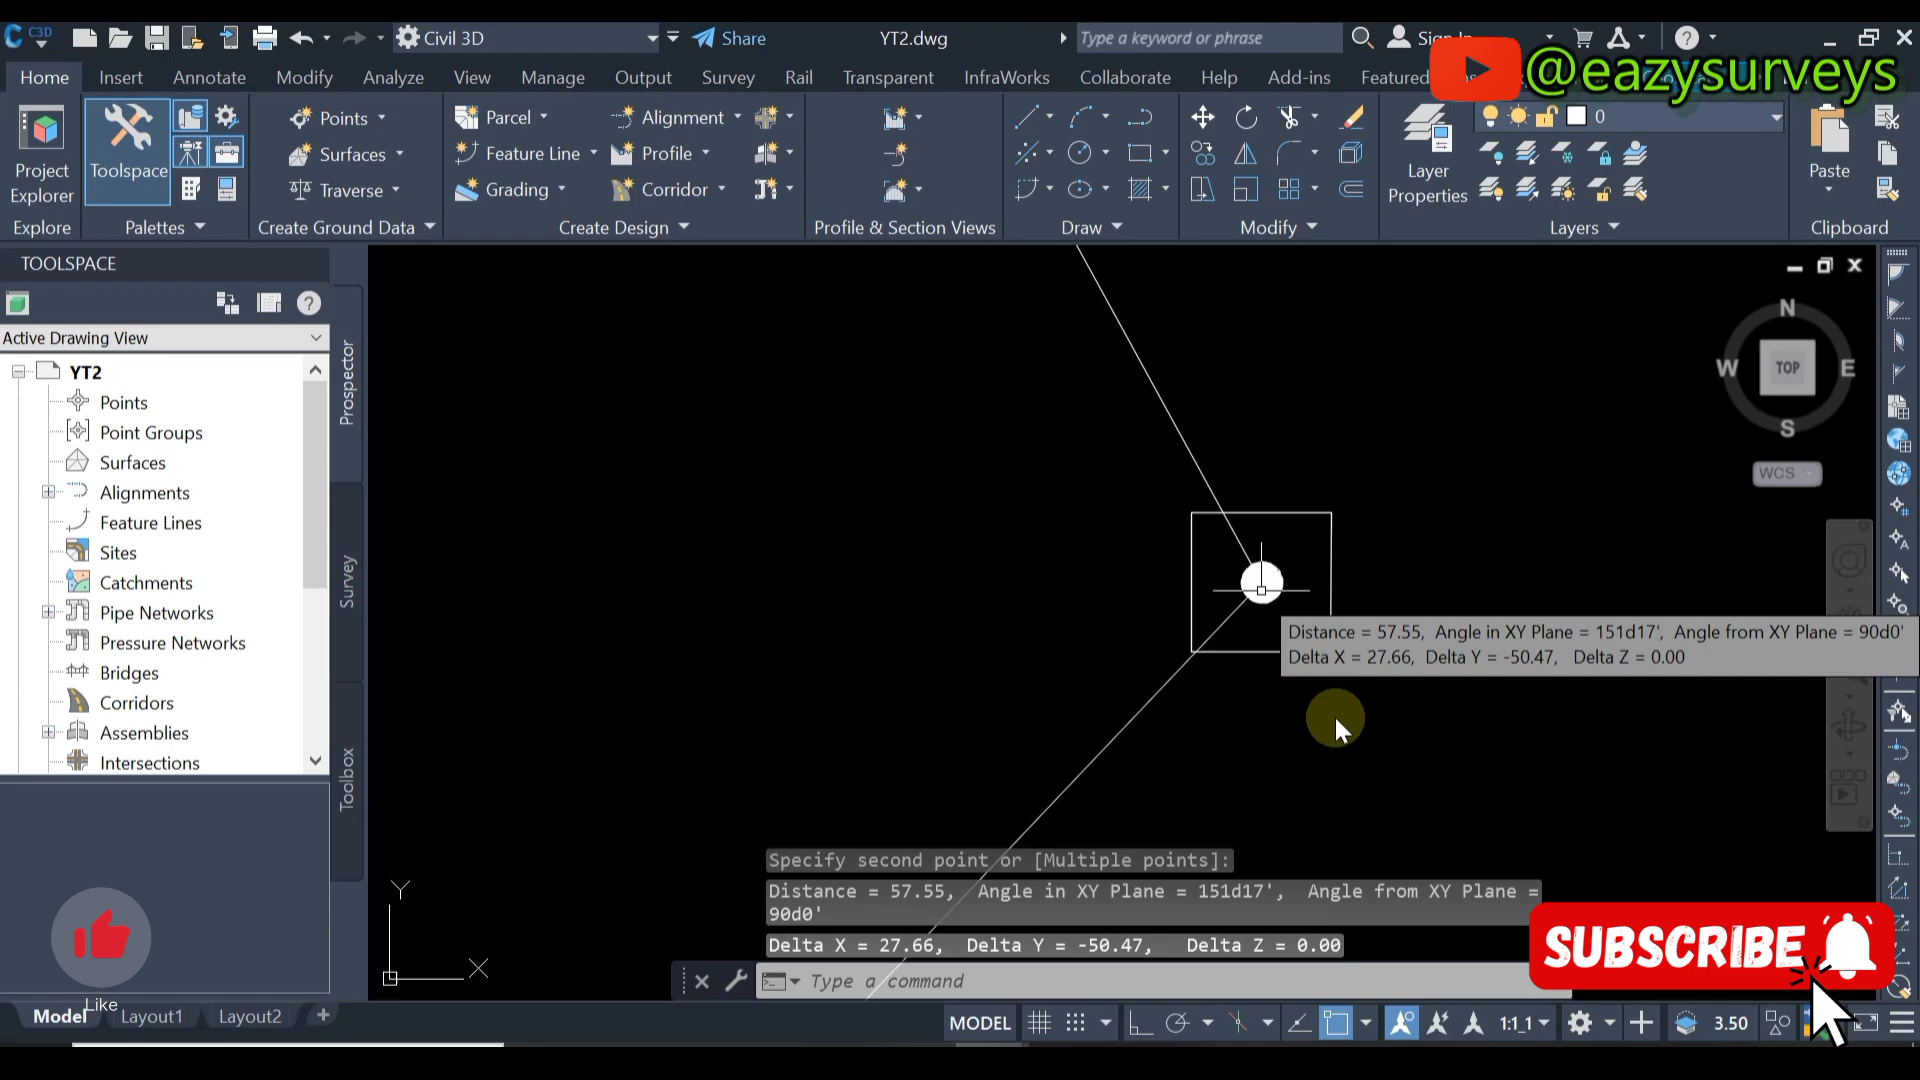 C3D
Civil 3D
Share
YT2.dwg
Type a keyword or phrase
@eazysurveys
Home
Insert
Annotate
Modify
Analyze
View
Manage
Output
Survey
Rail
Transparent
InfraWorks
Collaborate
Help
Add-ins
Featured
Project Explorer
Toolspace
Points
Surfaces
Traverse
Parcel
Feature Line
Grading
Alignment
Profile
Corridor
Layer Properties
0
Paste
Explore
Palettes
Create Ground Data
Create Design
Profile & Section Views
Draw
Modify
Layers
Clipboard
TOOLSPACE
Active Drawing View
YT2
Points
Point Groups
Surfaces
Alignments
Feature Lines
Sites
Catchments
Pipe Networks
Pressure Networks
Bridges
Corridors
Assemblies
Intersections
Prospector
Survey
Toolbox
N
W
TOP
E
S
WCS
Distance = 57.55, Angle in XY Plane = 151d17', Angle from XY Plane = 90d0'
Delta X = 27.66, Delta Y = -50.47, Delta Z = 0.00
Specify second point or [Multiple points]:
Distance = 57.55, Angle in XY Plane = 151d17', Angle from XY Plane =
90d0'
Delta X = 27.66, Delta Y = -50.47, Delta Z = 0.00
Type a command
Y
X
Like
SUBSCRIBE
Model
Layout1
Layout2
MODEL
1:1_1
3.50